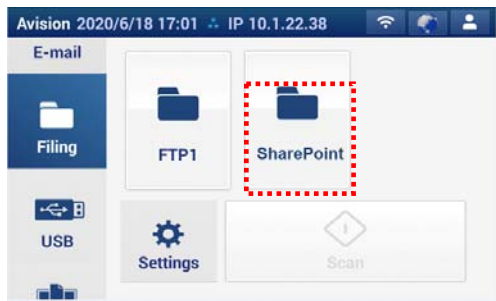 Avision 2020/6/18 17:01 IP 10.1.22.38
E-mail
Filing
FTP1
SharePoint
USB
Settings
Scan